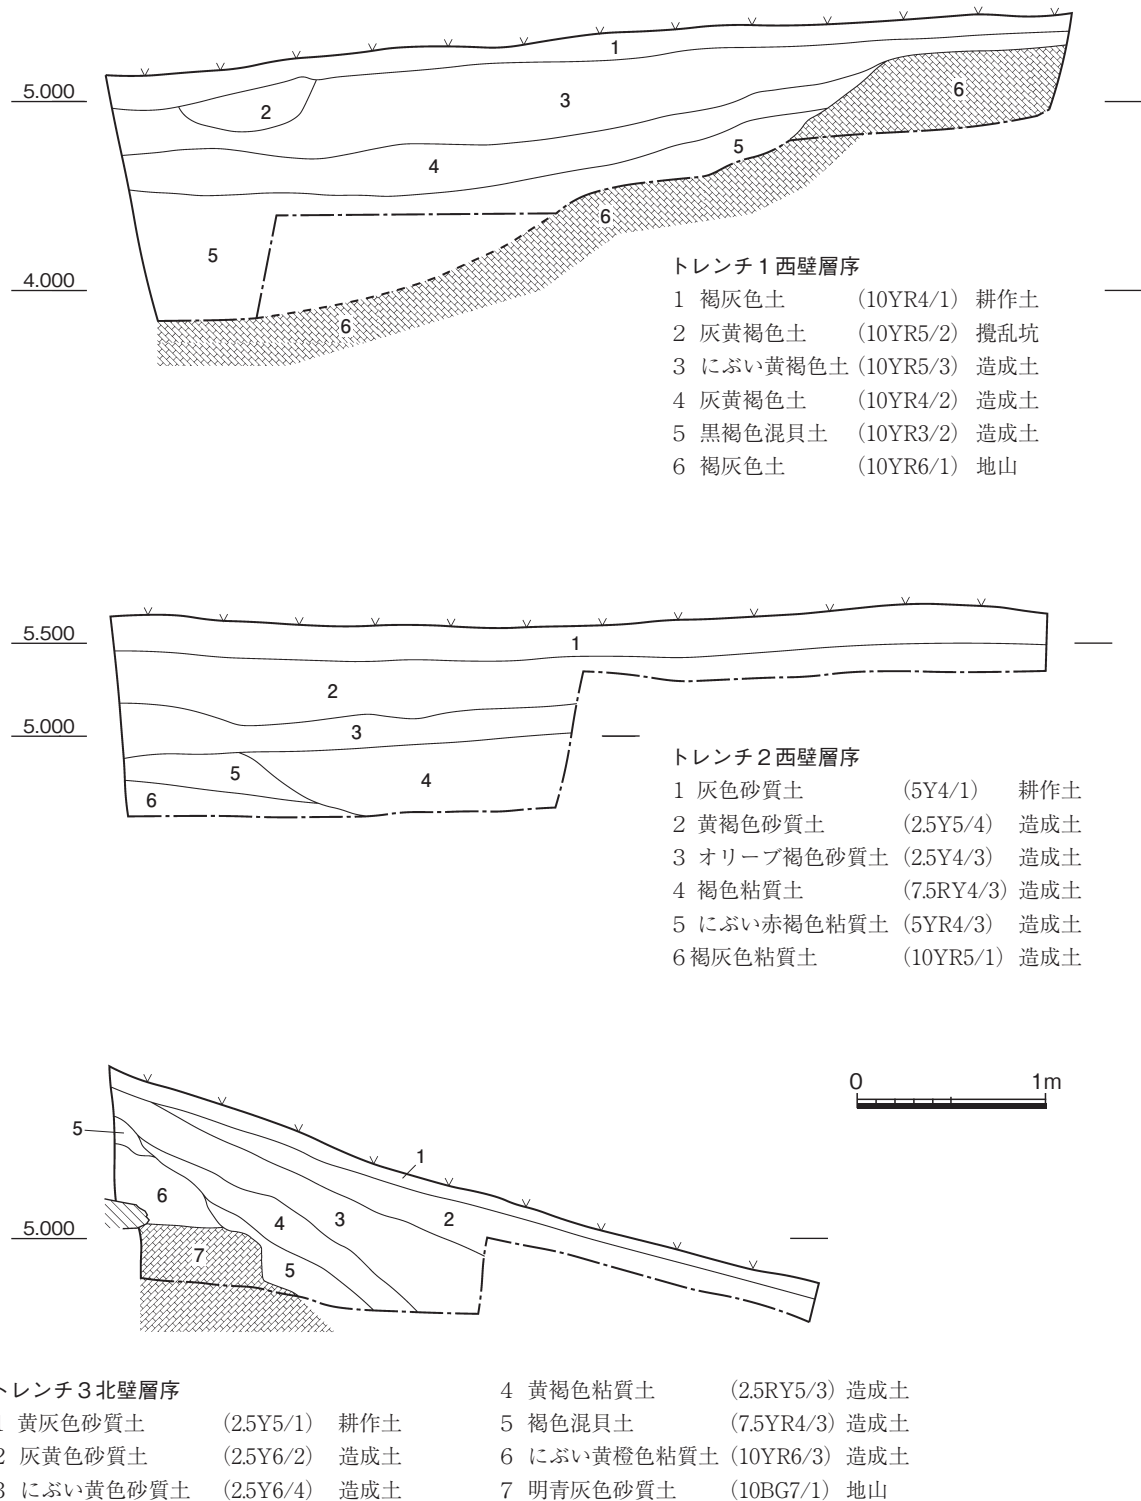 1
5.000
2
3
6
4
5
5
6
4.000
6
トレンチ1西壁層序
1 褐灰色土 (10YR4/1) 耕作土
2 灰黄褐色土 (10YR5/2) 攪乱坑
3 にぶい黄褐色土 (10YR5/3) 造成土
4 灰黄褐色土 (10YR4/2) 造成土
5 黒褐色混貝土 (10YR3/2) 造成土
6 褐灰色土 (10YR6/1) 地山
5.500
1
2
5.000
3
5
4
6
トレンチ2西壁層序
1 灰色砂質土 (5Y4/1) 耕作土
2 黄褐色砂質土 (2.5Y5/4) 造成土
3 オリーブ褐色砂質土 (2.5Y4/3) 造成土
4 褐色粘質土 (7.5RY4/3) 造成土
5 にぶい赤褐色粘質土 (5YR4/3) 造成土
6 褐灰色粘質土 (10YR5/1) 造成土
0 1m
5
1
6
4
3
2
5.000
7
5
トレンチ3北壁層序
1 黄灰色砂質土 (2.5Y5/1) 耕作土
2 灰黄色砂質土 (2.5Y6/2) 造成土
3 にぶい黄色砂質土 (2.5Y6/4) 造成土
4 黄褐色粘質土 (2.5RY5/3) 造成土
5 褐色混貝土 (7.5YR4/3) 造成土
6 にぶい黄橙色粘質土 (10YR6/3) 造成土
7 明青灰色砂質土 (10BG7/1) 地山